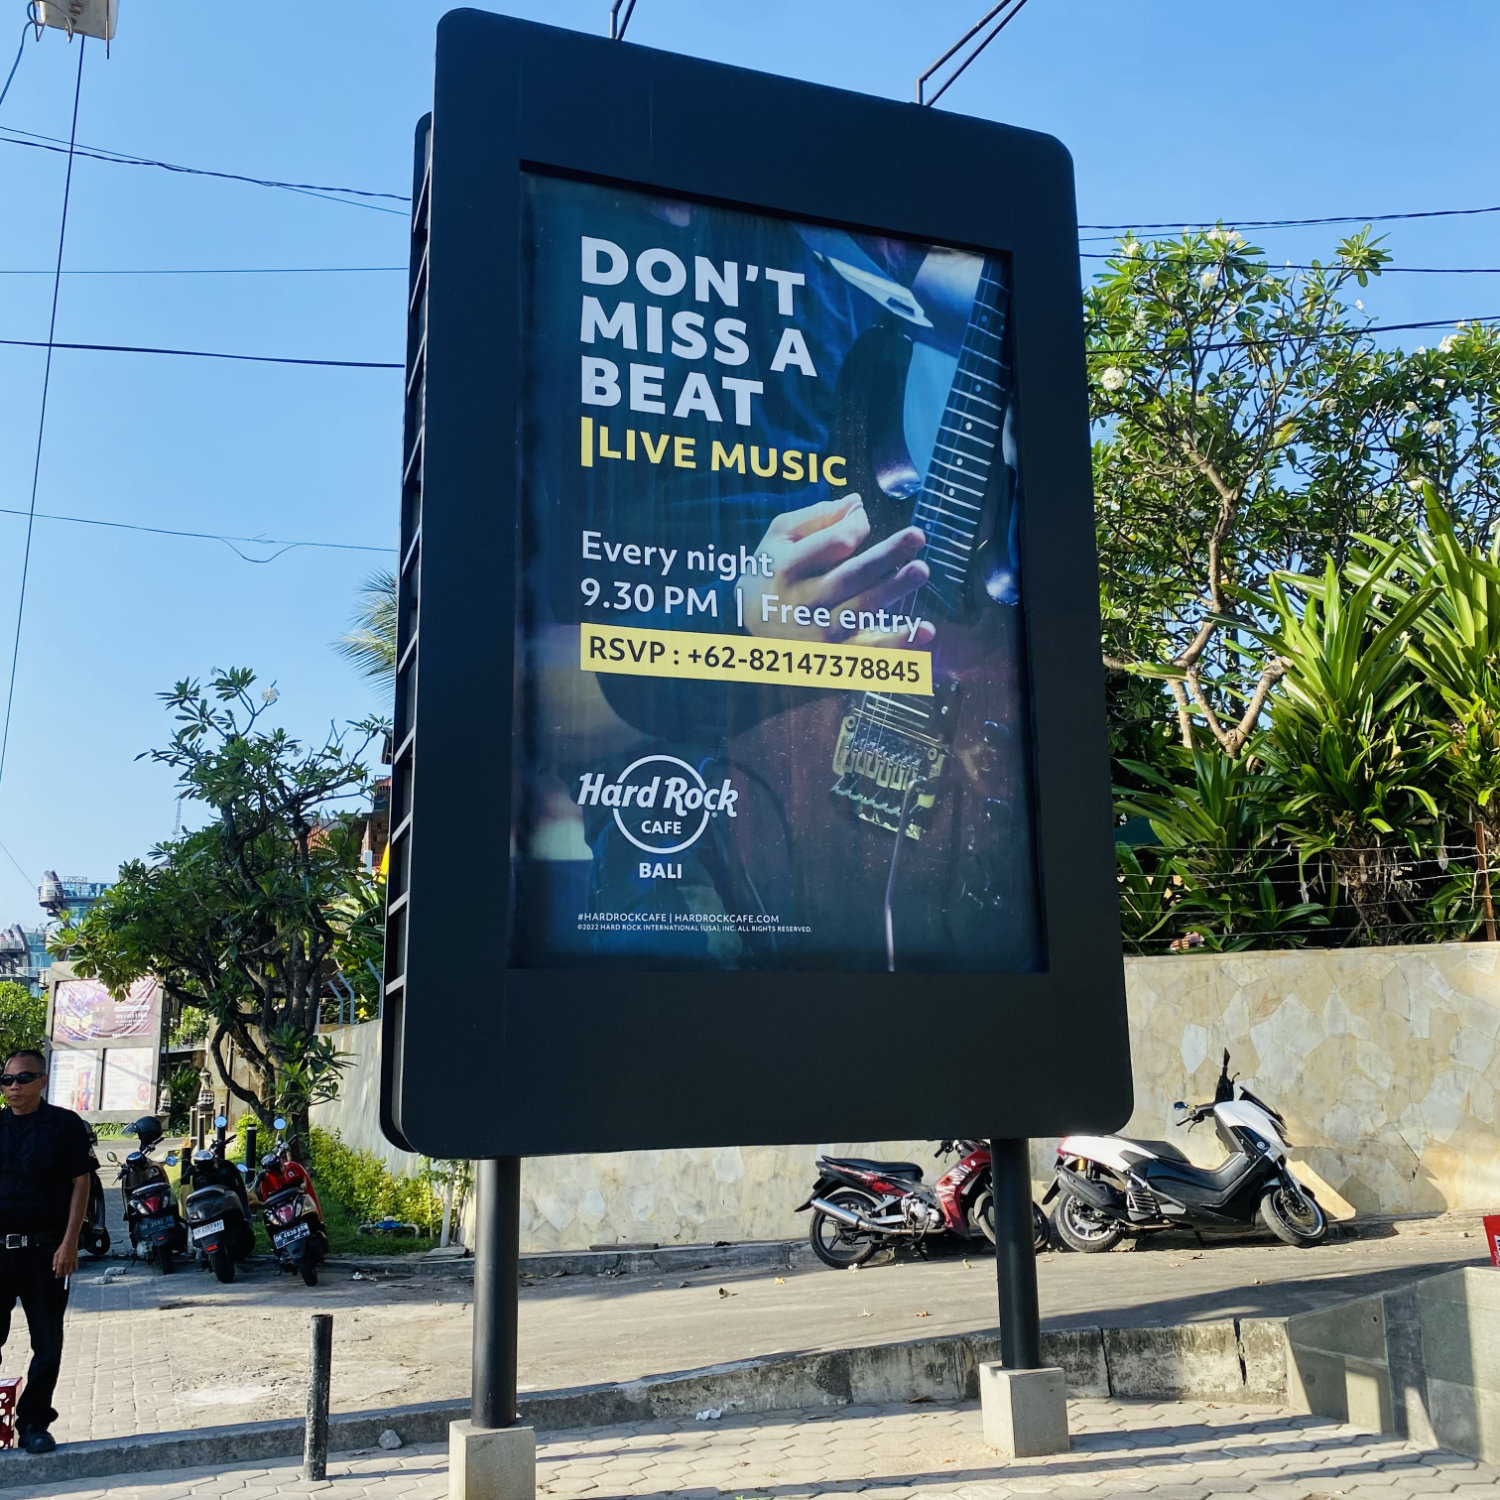 DON'T
MISS A
BEAT
LIVE MUSIC
Every night
9.30 PM | Free entry
RSVP : +62-82147378845
Hard Rock
CAFE
BALI
#HARDROCKCAFE | HARDROCKCAFE.COM
©2022 HARD ROCK INTERNATIONAL (USA), INC. ALL RIGHTS RESERVED.